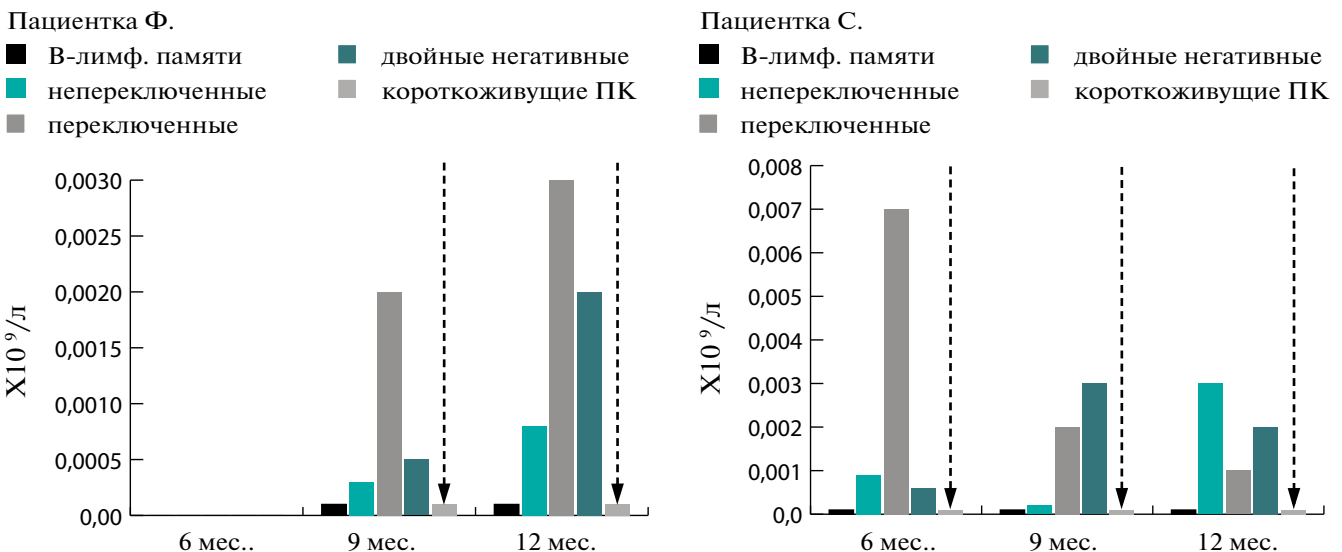 Пациентка Ф.
В-лимф. памяти
двойные негативные
непереключенные
короткоживущие ПК
переключенные
Х10 ⁹/л
0,0030
0,0025
0,0020
0,0015
0,0010
0,0005
0,00
6 мес..
9 мес.
12 мес.
Пациентка С.
В-лимф. памяти
двойные негативные
непереключенные
короткоживущие ПК
переключенные
Х10 ⁹/л
0,008
0,007
0,006
0,005
0,004
0,003
0,002
0,001
0,0
6 мес.
9 мес.
12 мес.